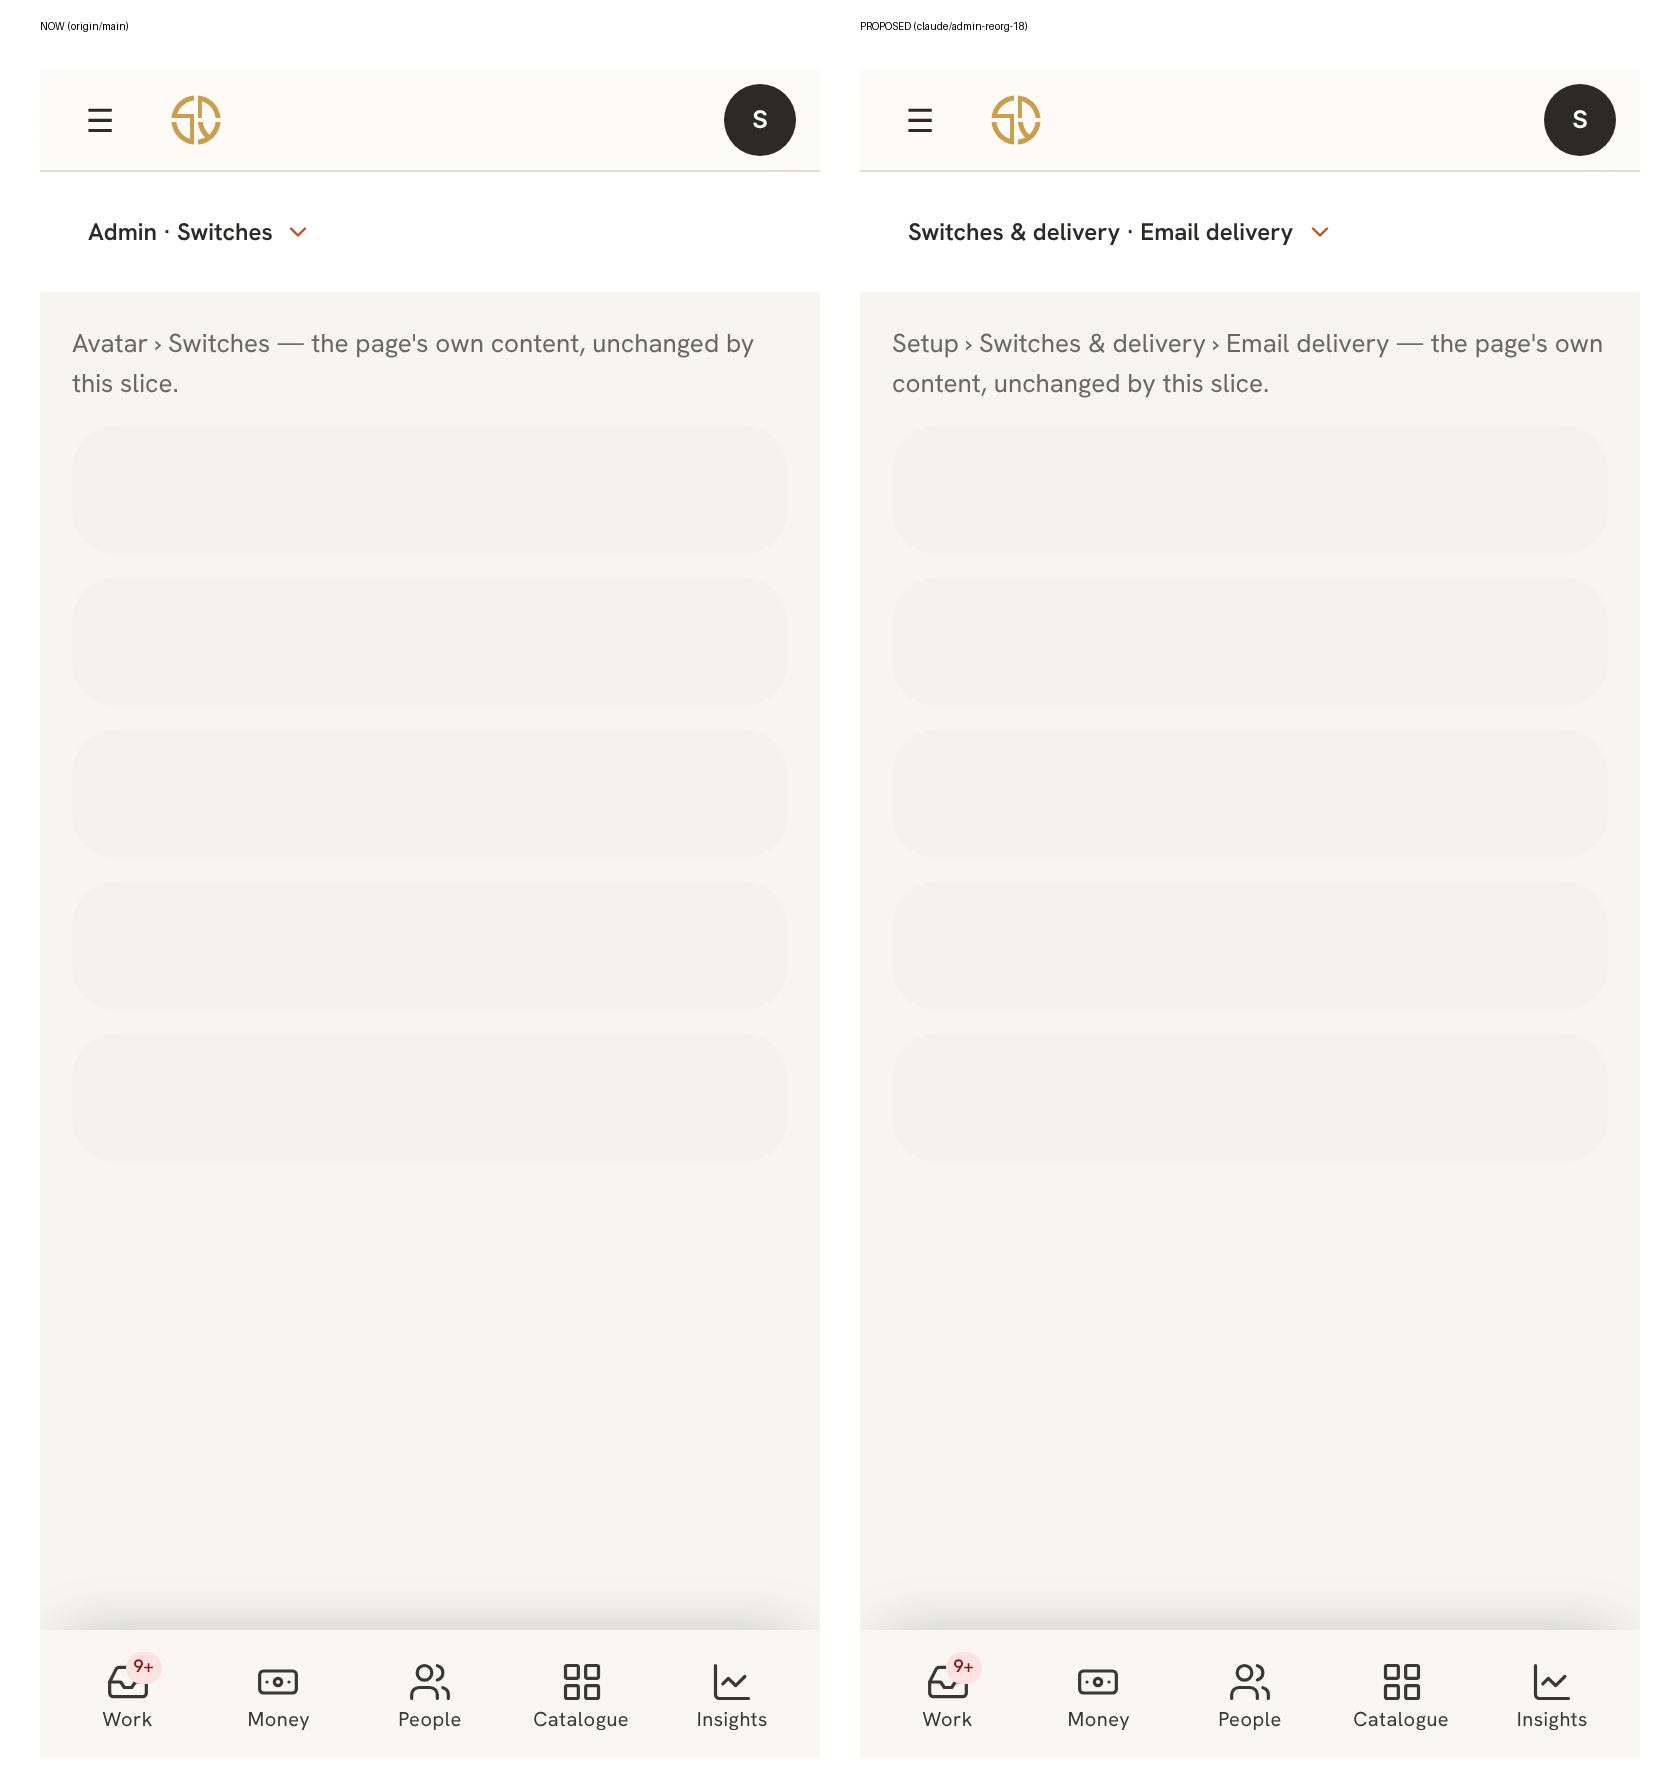 NOW (origin/main)
S
Admin · Switches
Avatar › Switches — the page's own content, unchanged by
this slice.
9+
Work
Money
People
Catalogue
Insights
PROPOSED (claude/admin-reorg-18)
S
Switches & delivery · Email delivery
Setup › Switches & delivery › Email delivery — the page's own
content, unchanged by this slice.
9+
Work
Money
People
Catalogue
Insights